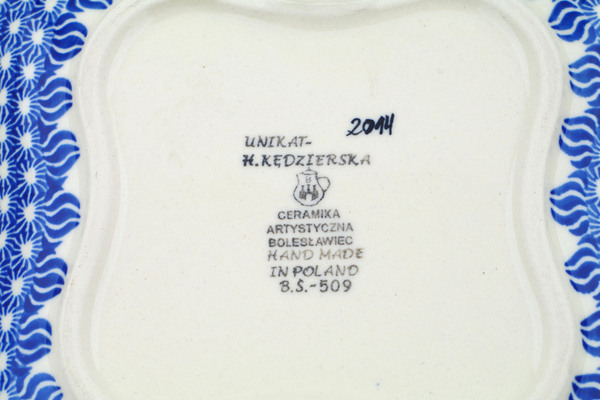 2014
UNIKAT-
H.KĘDZIERSKA
CERAMIKA
ARTYSTYCZNA
BOLESŁAWIEC
HAND MADE
IN POLAND
B.Ś.-509